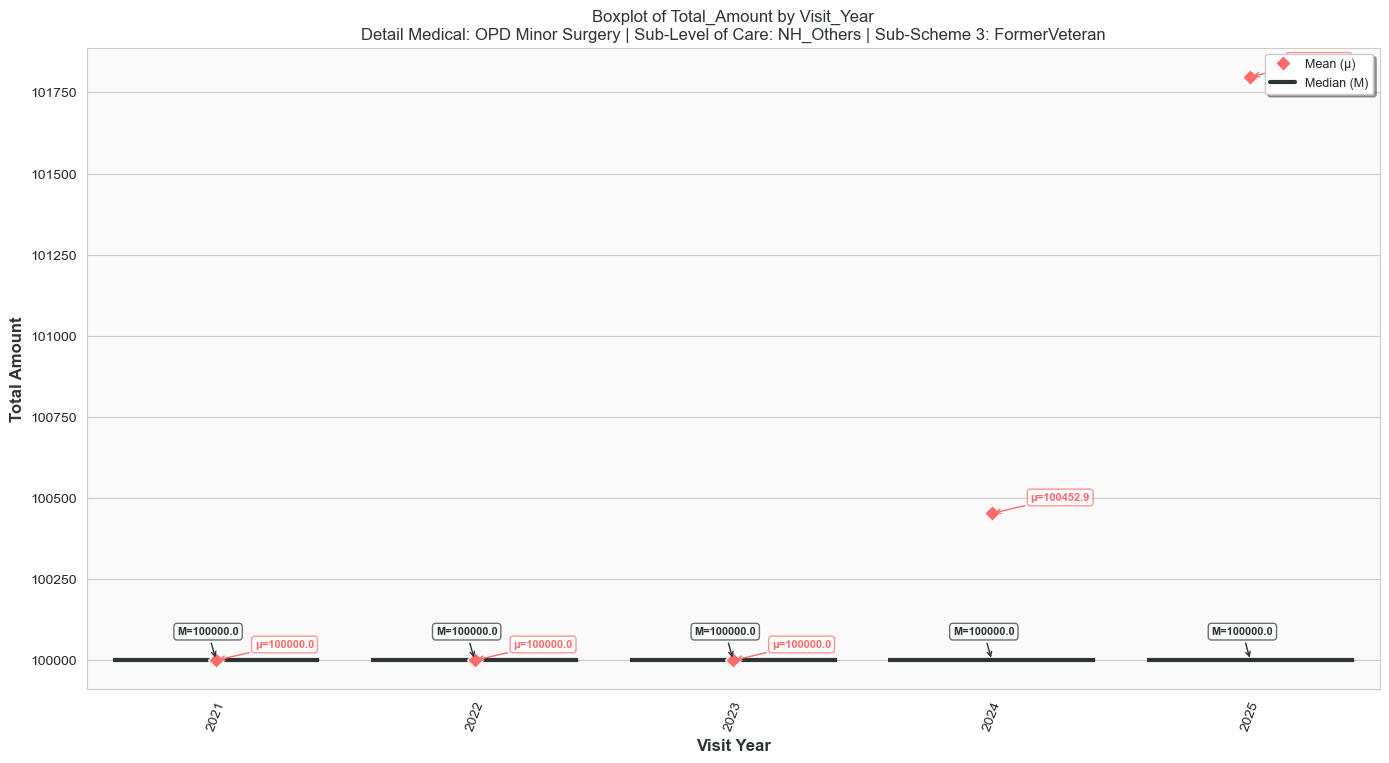 Boxplot of Total_Amount by Visit_Year
Detail Medical: OPD Minor Surgery | Sub-Level of Care: NH_Others | Sub-Scheme 3: FormerVeteran
Mean (μ)
Median (M)
Total Amount
101750
101500
101250
101000
100750
100500
100250
100000
μ=100452.9
M=100000.0
μ=100000.0
M=100000.0
μ=100000.0
M=100000.0
μ=100000.0
M=100000.0
M=100000.0
2021
2022
2023
2024
2025
Visit Year